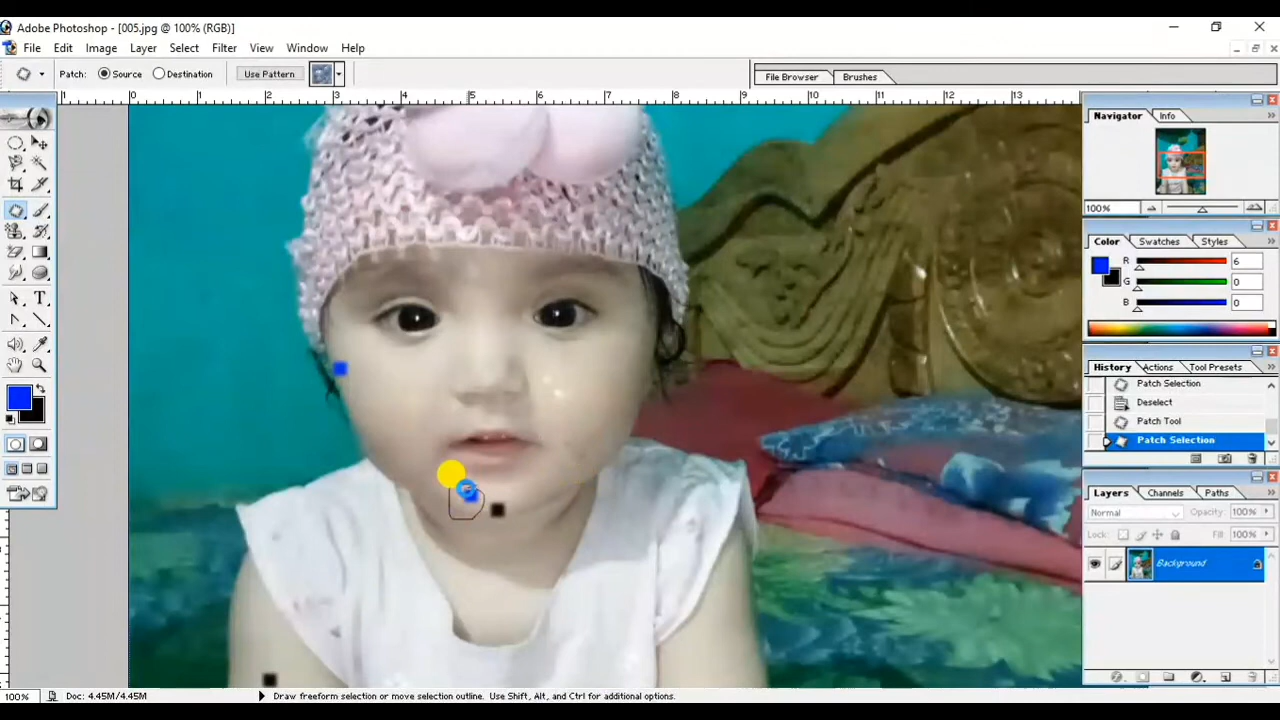 Adobe Photoshop - [005.jpg @ 100% (RGB)]
File Edit Image Layer Select Filter View Window Help
Patch: Source Destination Use Pattern File Browser Brushes
1 0 1 2 3 4 5 6 7 8 9 10 11 12 13
Navigator Info
100%
Color Swatches Styles
R 6
G 0
B 0
History Actions Tool Presets
Patch Selection
Deselect
Patch Tool
Patch Selection
Layers Channels Paths
Normal Opacity: 100%
Lock: Fill: 100%
Background
100% Doc: 4.45M/4.45M Draw freeform selection or move selection outline. Use Shift, Alt, and Ctrl for additional options.